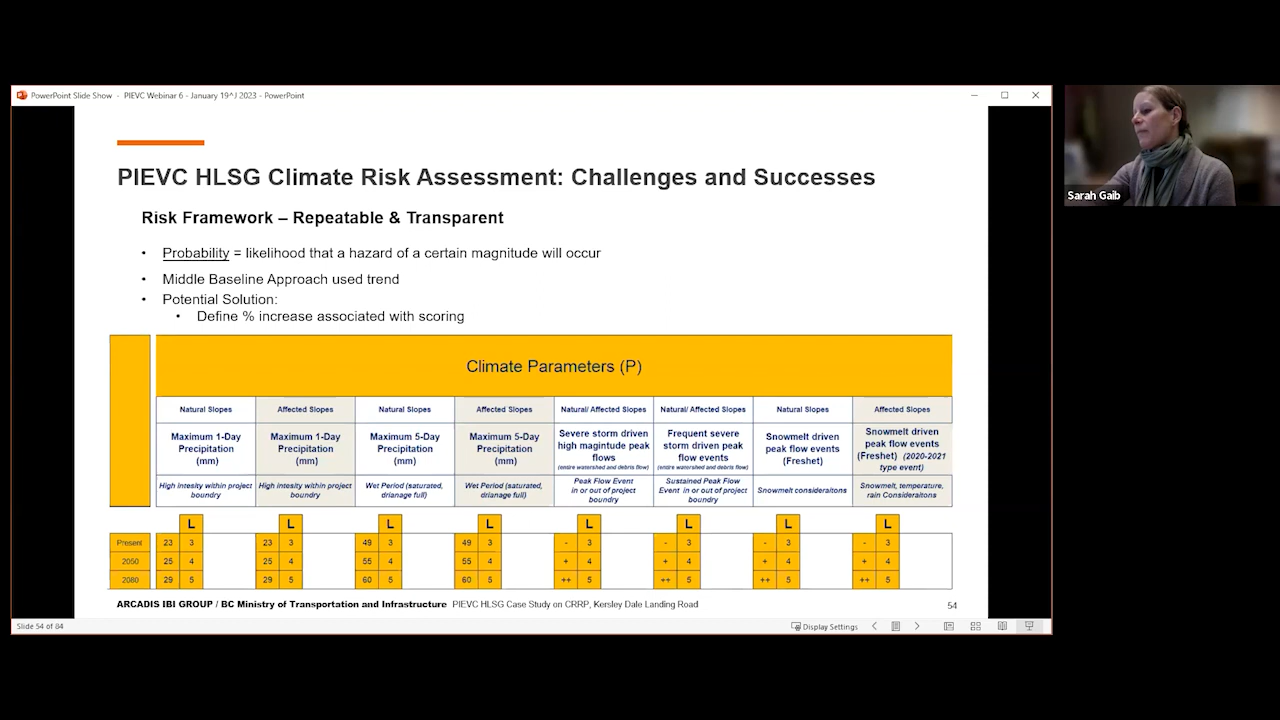 PowerPoint Slide Show - PIEVC Webinar 6 - January 19^J 2023 - PowerPoint
Sarah Gaib
PIEVC HLSG Climate Risk Assessment: Challenges and Successes
Risk Framework – Repeatable & Transparent
• Probability = likelihood that a hazard of a certain magnitude will occur
• Middle Baseline Approach used trend
• Potential Solution:
• Define % increase associated with scoring
Climate Parameters (P)
Natural Slopes Affected Slopes Natural Slopes Affected Slopes Natural/ Affected Slopes Natural/ Affected Slopes Natural Slopes Affected Slopes
Maximum 1-Day
Precipitation
(mm)
Maximum 1-Day
Precipitation
(mm)
Maximum 5-Day
Precipitation
(mm)
Maximum 5-Day
Precipitation
(mm)
Severe storm driven
high magintude peak
flows
(entire watershed and debris flow)
Frequent severe
storm driven peak
flow events
(entire watershed and debris flow)
Snowmelt driven
peak flow events
(Freshet)
Snowmelt driven
peak flow events
(Freshet) (2020-2021
type event)
High intesity within project
boundry
High intesity within project
boundry
Wet Period (saturated,
drianage full)
Wet Period (saturated,
drianage full)
Peak Flow Event
in or out of project
boundry
Sustained Peak Flow
Event in or out of project
boundry
Snowmelt consideraitons
Snowmelt, temperature,
rain Consideraitons
L L L L L L L L
Present 23 3 23 3 49 3 49 3 - 3 - 3 - 3 - 3
2050 25 4 25 4 55 4 55 4 + 4 + 4 + 4 + 4
2080 29 5 29 5 60 5 60 5 ++ 5 ++ 5 ++ 5 ++ 5
ARCADIS IBI GROUP / BC Ministry of Transportation and Infrastructure PIEVC HLSG Case Study on CRRP, Kersley Dale Landing Road 54
Slide 54 of 84 Display Settings